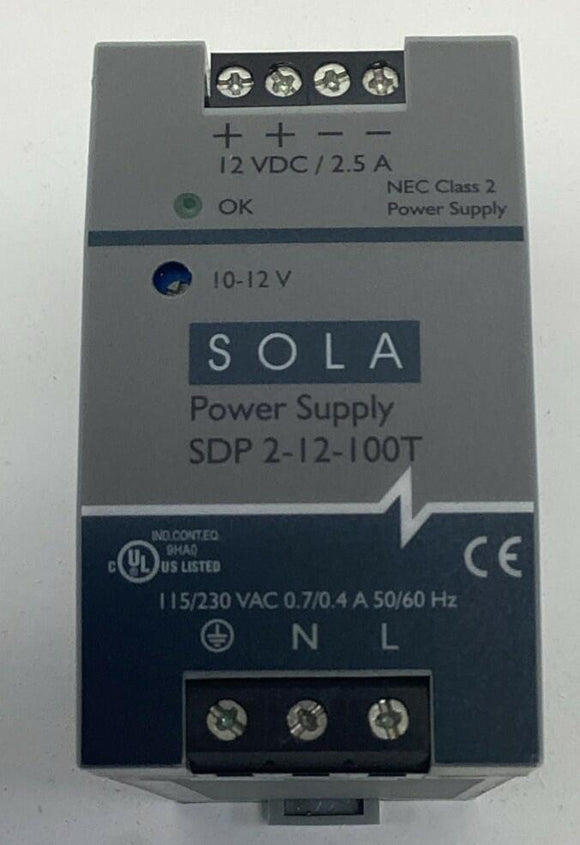 + + − −
12 VDC / 2.5 A
NEC Class 2
Power Supply
OK
10-12 V
SOLA
Power Supply
SDP 2-12-100T
IND.CONT.EQ.
9HA0
C UL US LISTED
CE
115/230 VAC 0.7/0.4 A 50/60 Hz
N L